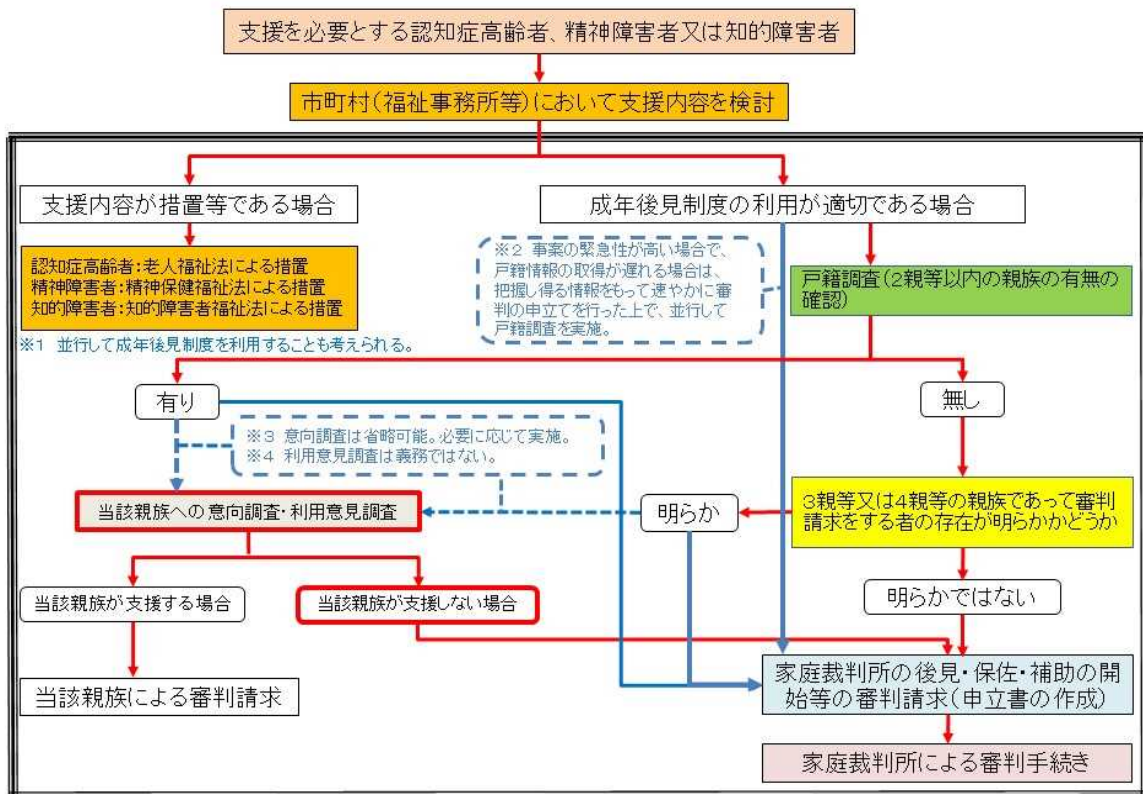 支援を必要とする認知症高齢者、精神障害者又は知的障害者
市町村(福祉事務所等)において支援内容を検討
支援内容が措置等である場合
成年後見制度の利用が適切である場合
認知症高齢者:老人福祉法による措置
精神障害者:精神保健福祉法による措置
知的障害者:知的障害者福祉法による措置
※1 並行して成年後見制度を利用することも考えられる。
※2 事案の緊急性が高い場合で、
戸籍情報の取得が遅れる場合は、
把握し得る情報をもって速やかに審
判の申立てを行った上で、並行して
戸籍調査を実施。
戸籍調査(2親等以内の親族の有無の
確認)
有り
無し
※3 意向調査は省略可能。必要に応じて実施。
※4 利用意見調査は義務ではない。
当該親族への意向調査・利用意見調査
明らか
3親等又は4親等の親族であって審判
請求をする者の存在が明らかかどうか
当該親族が支援する場合
当該親族が支援しない場合
明らかではない
当該親族による審判請求
家庭裁判所の後見・保佐・補助の開
始等の審判請求(申立書の作成)
家庭裁判所による審判手続き